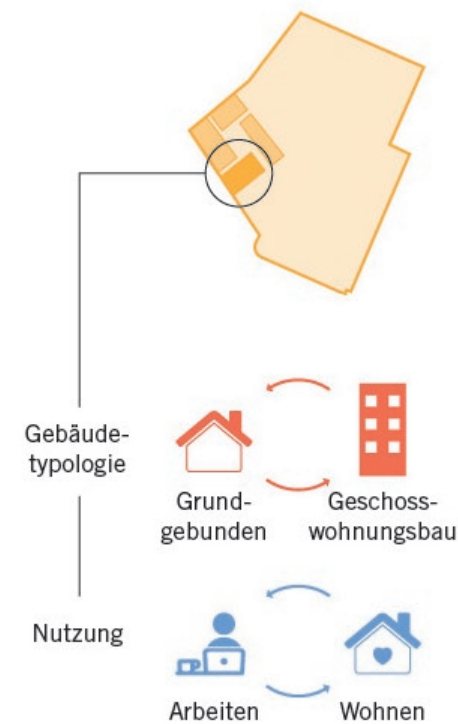 Gebäude-
typologie
Grund-
gebunden
Geschoss-
wohnungsbau
Nutzung
Arbeiten
Wohnen